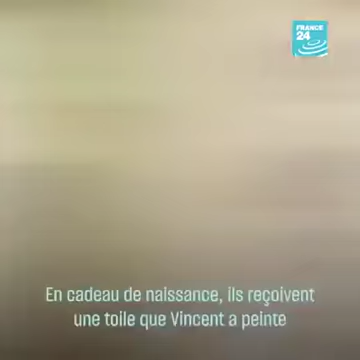 FRANCE
24
En cadeau de naissance, ils reçoivent
une toile que Vincent a peinte